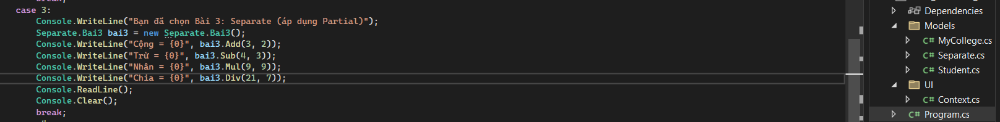 break;
case 3:
Console.WriteLine("Bạn đã chọn Bài 3: Separate (áp dụng Partial)");
Separate.Bai3 bai3 = new Separate.Bai3();
Console.WriteLine("Cộng = {0}", bai3.Add(3, 2));
Console.WriteLine("Trừ = {0}", bai3.Sub(4, 3));
Console.WriteLine("Nhân = {0}", bai3.Mul(9, 9));
Console.WriteLine("Chia = {0}", bai3.Div(21, 7));
Console.ReadLine();
Console.Clear();
break;
Dependencies
Models
C# MyCollege.cs
C# Separate.cs
C# Student.cs
UI
C# Context.cs
C# Program.cs